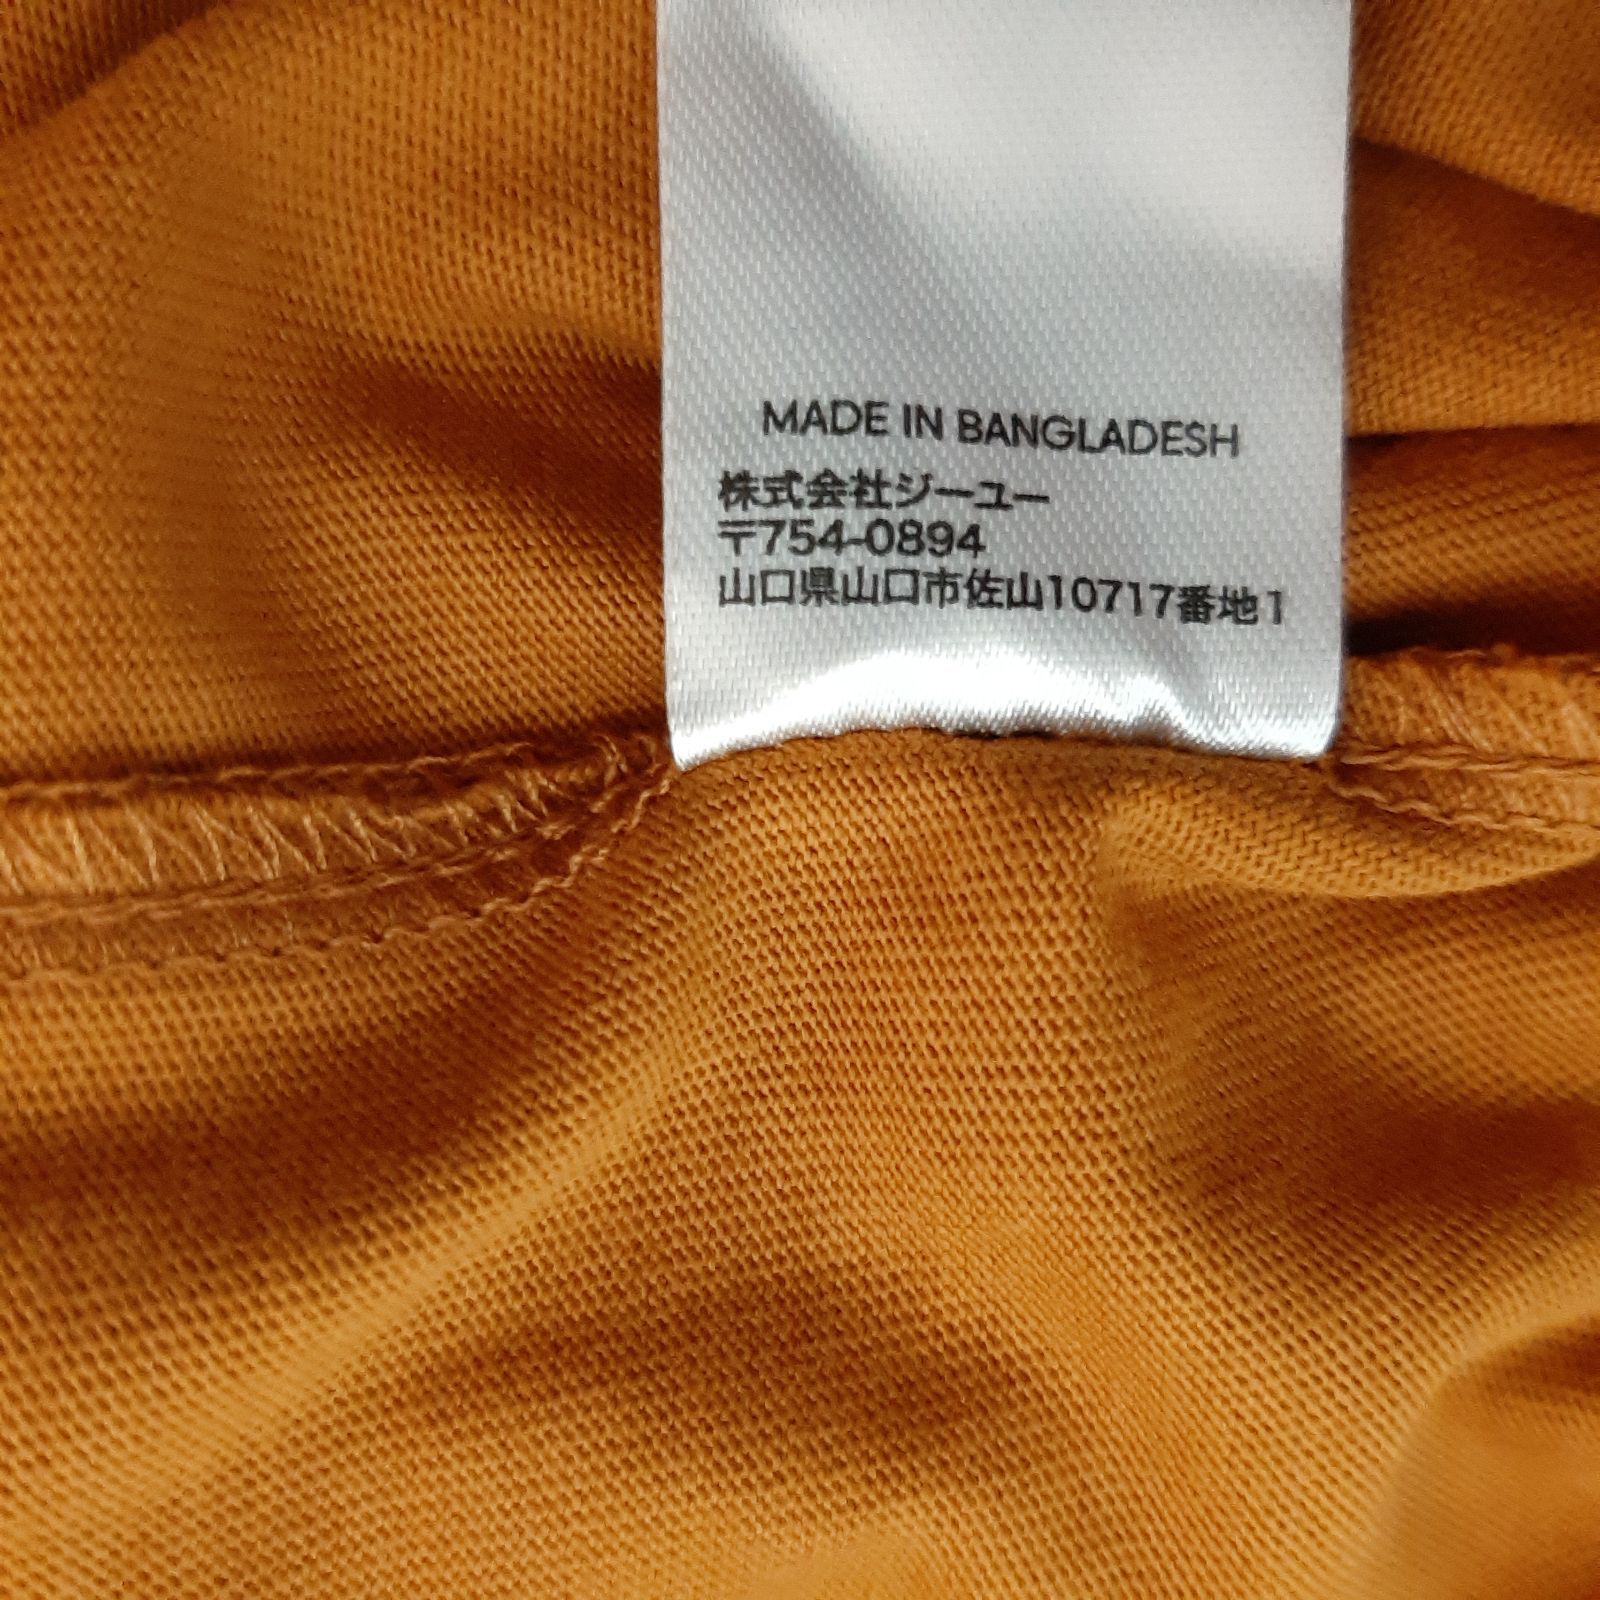 MADE IN BANGLADESH
株式会社ジーユー
〒754-0894
山口県山口市佐山10717番地1